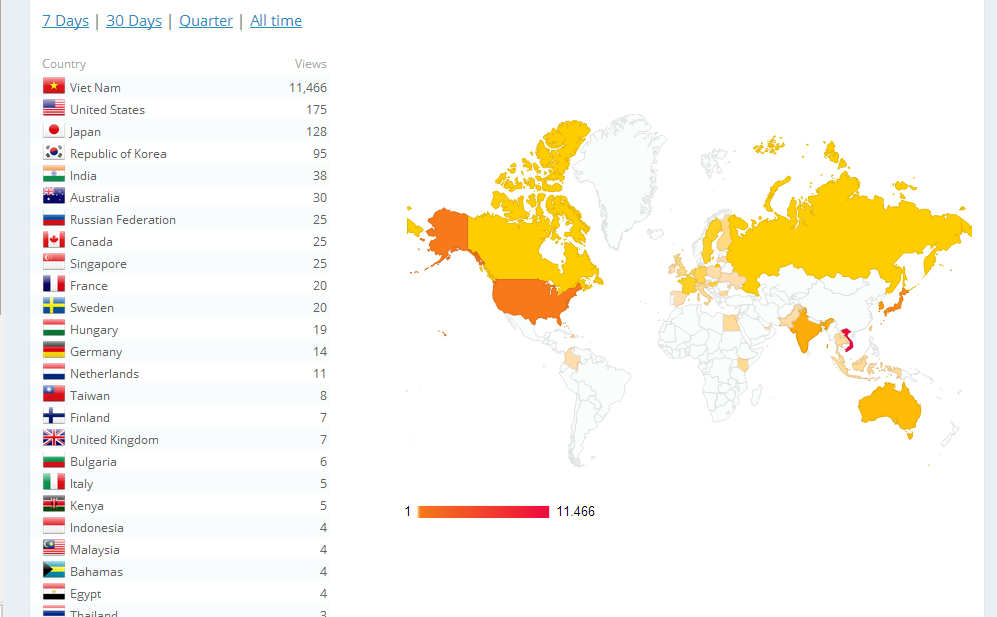 7 Days | 30 Days | Quarter | All time
Country Views
Viet Nam 11,466
United States 175
Japan 128
Republic of Korea 95
India 38
Australia 30
Russian Federation 25
Canada 25
Singapore 25
France 20
Sweden 20
Hungary 19
Germany 14
Netherlands 11
Taiwan 8
Finland 7
United Kingdom 7
Bulgaria 6
Italy 5
Kenya 5
Indonesia 4
Malaysia 4
Bahamas 4
Egypt 4
Thailand 3
1 11.466